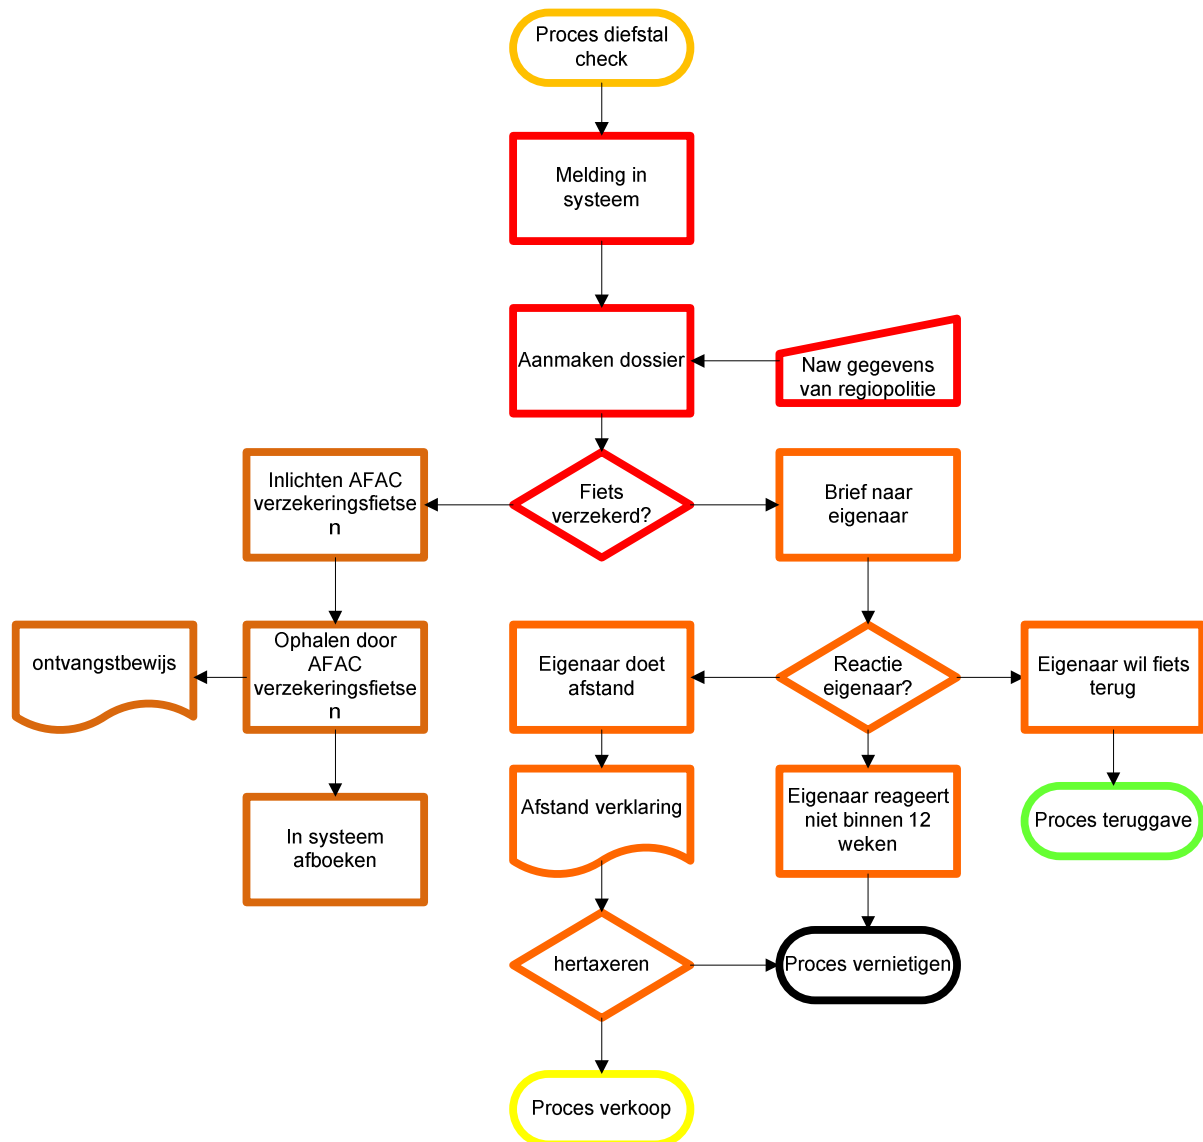 Proces diefstal
check
Melding in
systeem
Aanmaken dossier
Naw gegevens
van regiopolitie
Inlichten AFAC
verzekeringsfietse
n
Fiets
verzekerd?
Brief naar
eigenaar
ontvangstbewijs
Ophalen door
AFAC
verzekeringsfietse
n
Eigenaar doet
afstand
Reactie
eigenaar?
Eigenaar wil fiets
terug
In systeem
afboeken
Afstand verklaring
Eigenaar reageert
niet binnen 12
weken
Proces teruggave
hertaxeren
Proces vernietigen
Proces verkoop